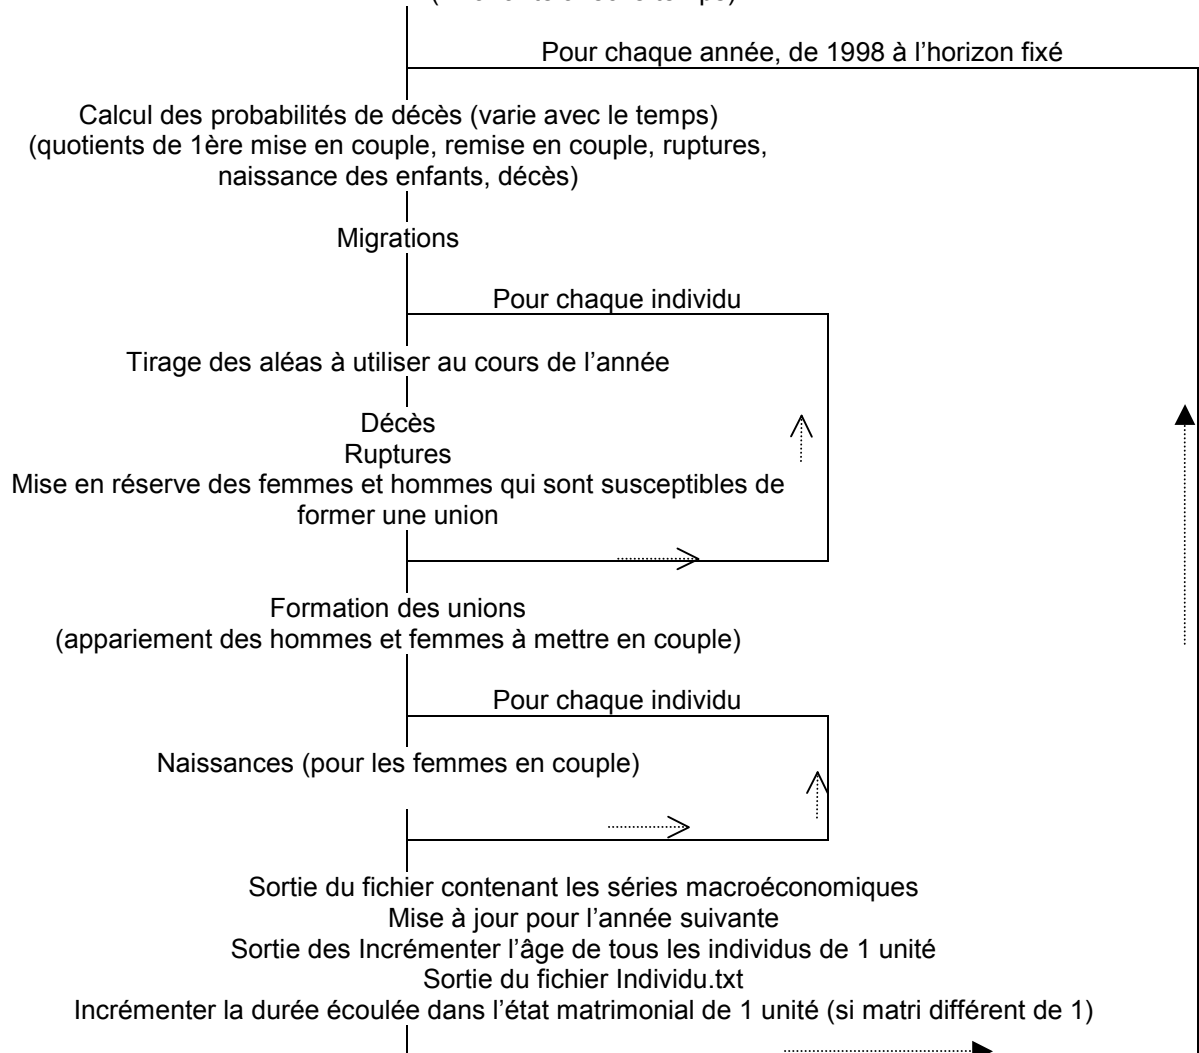 Pour chaque année, de 1998 à l’horizon fixé
Calcul des probabilités de décès (varie avec le temps)
(quotients de 1ère mise en couple, remise en couple, ruptures,
naissance des enfants, décès)
Migrations
Pour chaque individu
Tirage des aléas à utiliser au cours de l’année
Décès
Ruptures
Mise en réserve des femmes et hommes qui sont susceptibles de
former une union
Formation des unions
(appariement des hommes et femmes à mettre en couple)
Pour chaque individu
Naissances (pour les femmes en couple)
Sortie du fichier contenant les séries macroéconomiques
Mise à jour pour l’année suivante
Sortie des Incrémenter l’âge de tous les individus de 1 unité
Sortie du fichier Individu.txt
Incrémenter la durée écoulée dans l’état matrimonial de 1 unité (si matri différent de 1)